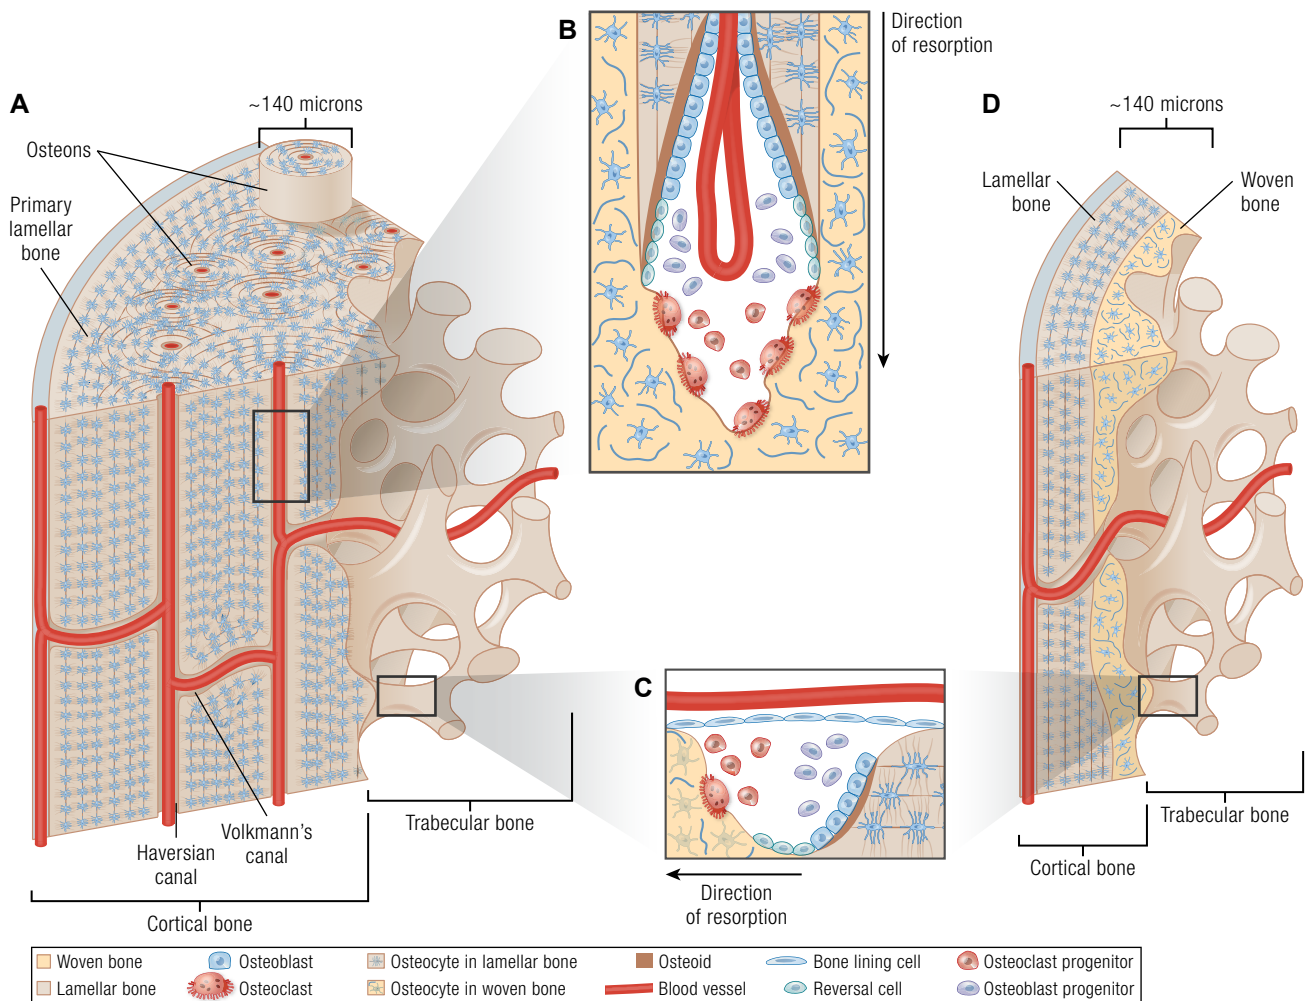 A
~140 microns
Osteons
Primary
lamellar
bone
Volkmann's
canal
Haversian
canal
Cortical bone
Trabecular bone
B
Direction
of resorption
C
Direction
of resorption
D
~140 microns
Lamellar
bone
Woven
bone
Trabecular bone
Cortical bone
Woven bone
Osteoblast
Osteocyte in lamellar bone
Osteoid
Bone lining cell
Osteoclast progenitor
Lamellar bone
Osteoclast
Osteocyte in woven bone
Blood vessel
Reversal cell
Osteoblast progenitor